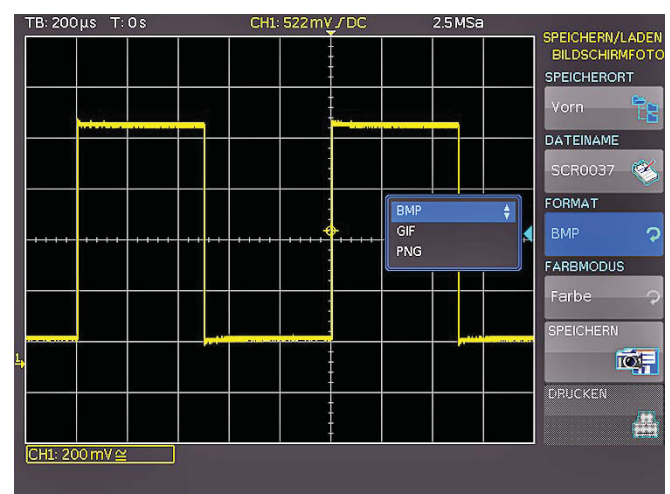 TB: 200µs T: 0s CH1: 522mV DC 2.5MSa
SPEICHERN/LADEN
BILDSCHIRMFOTO
SPEICHERORT
Vorn
DATEINAME
SCR0037
FORMAT
BMP
FARBMODUS
Farbe
SPEICHERN
DRUCKEN
BMP
GIF
PNG
1
CH1: 200mV≅